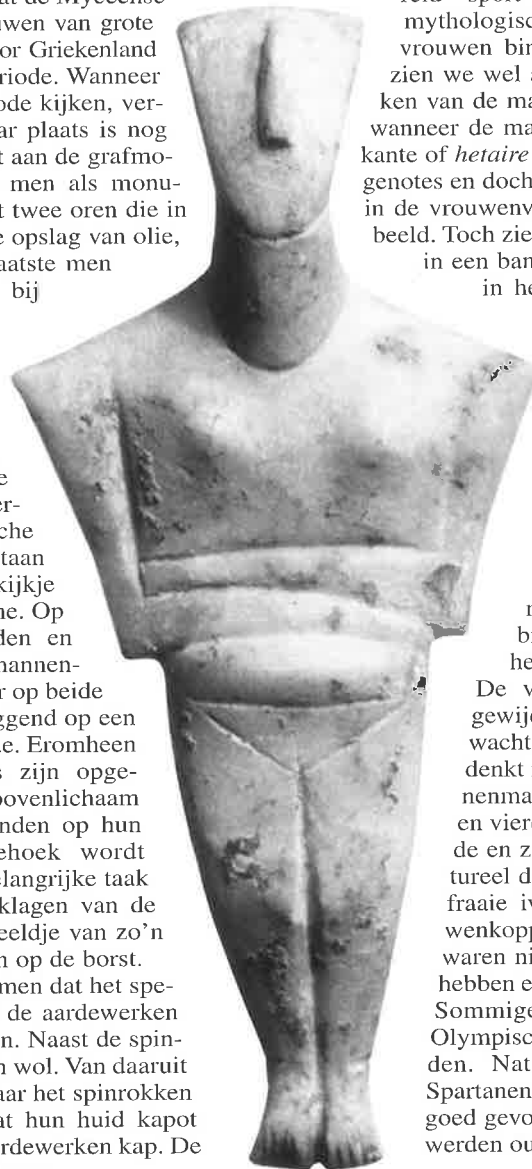 at de Myceense
uwen van grote
or Griekenland
riode. Wanneer
ode kijken, ver-
ar plaats is nog
t aan de grafmo-
men als monu-
t twee oren die in
e opslag van olie,
aatste men
bij
e
er-
che
taan
kijkje
ne. Op
den en
nannen-
r op beide
ggend op een
e. Eromheen
s zijn opge-
bovenlichaam
nden op hun
ehoek wordt
elangrijke taak
klagen van de
eeldje van zo'n
n op de borst.
men dat het spe-
de aardewerken
n. Naast de spin-
n wol. Van daaruit
aar het spinrokken
at hun huid kapot
ardewerken kap. De
sport
mythologisc
vrouwen bin
zien we wel
ken van de ma
wanneer de ma
kante of hetaire
genotes en doch
in de vrouwenv
beeld. Toch zie
in een ban
in he
n
b
he
De v
gewijd
wacht
denkt
nenma
en vier
de en z
tureel d
fraaie iv
wenkopp
waren ni
hebben e
Sommige
Olympisc
den. Nat
Spartanen
goed gevo
werden ou